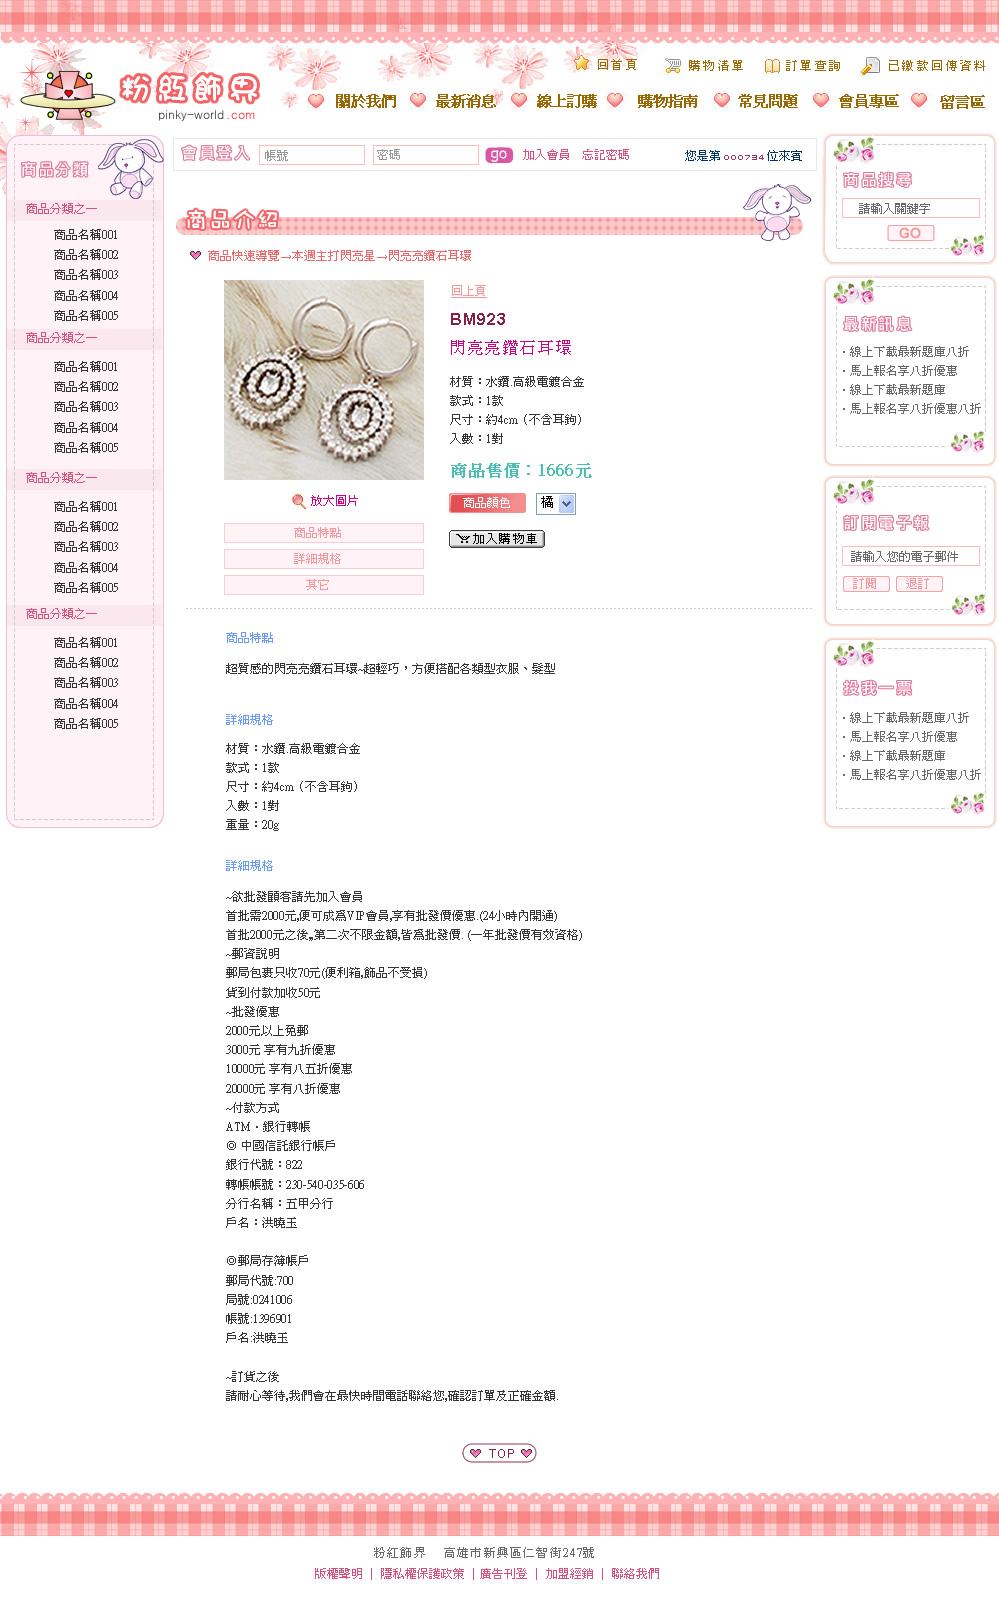 回首頁 購物清單 訂單查詢 已繳款回傳資料
粉紅飾界
pinky-world.com
關於我們 最新消息 線上訂購 購物指南 常見問題 會員專區 留言區
會員登入 帳號 密碼 go 加入會員 忘記密碼 您是第000734位來賓
商品分類
商品分類之一
商品名稱001
商品名稱002
商品名稱003
商品名稱004
商品名稱005
商品分類之一
商品名稱001
商品名稱002
商品名稱003
商品名稱004
商品名稱005
商品分類之一
商品名稱001
商品名稱002
商品名稱003
商品名稱004
商品名稱005
商品分類之一
商品名稱001
商品名稱002
商品名稱003
商品名稱004
商品名稱005
商品介紹
商品快速導覽→本週主打閃亮星→閃亮亮鑽石耳環
回上頁
BM923
閃亮亮鑽石耳環
材質：水鑽.高級電鍍合金
款式：1款
尺寸：約4cm（不含耳鉤）
入數：1對
商品售價：1666元
商品顏色 橘
加入購物車
放大圖片
商品特點
詳細規格
其它
商品特點
超質感的閃亮亮鑽石耳環~超輕巧，方便搭配各類型衣服、髮型
詳細規格
材質：水鑽.高級電鍍合金
款式：1款
尺寸：約4cm（不含耳鉤）
入數：1對
重量：20g
詳細規格
~欲批發顧客請先加入會員
首批需2000元,便可成為VIP會員,享有批發價優惠.(24小時內開通)
首批2000元之後,,第二次不限金額,皆為批發價. (一年批發價有效資格)
~郵資說明
郵局包裹只收70元(便利箱,飾品不受損)
貨到付款加收50元
~批發優惠
2000元以上免郵
3000元 享有九折優惠
10000元 享有八五折優惠
20000元 享有八折優惠
~付款方式
ATM．銀行轉帳
◎ 中國信託銀行帳戶
銀行代號：822
轉帳帳號：230-540-035-606
分行名稱：五甲分行
戶名：洪曉玉
◎郵局存簿帳戶
郵局代號:700
局號:0241006
帳號:1396901
戶名:洪曉玉
~訂貨之後
請耐心等待,我們會在最快時間電話聯絡您,確認訂單及正確金額.
TOP
商品搜尋
請輸入關鍵字
GO
最新訊息
‧線上下載最新題庫八折
‧馬上報名享八折優惠
‧線上下載最新題庫
‧馬上報名享八折優惠八折
訂閱電子報
請輸入您的電子郵件
訂閱 退訂
投我一票
‧線上下載最新題庫八折
‧馬上報名享八折優惠
‧線上下載最新題庫
‧馬上報名享八折優惠八折
粉紅飾界 高雄市新興區仁智街247號
版權聲明 | 隱私權保護政策 | 廣告刊登 | 加盟經銷 | 聯絡我們